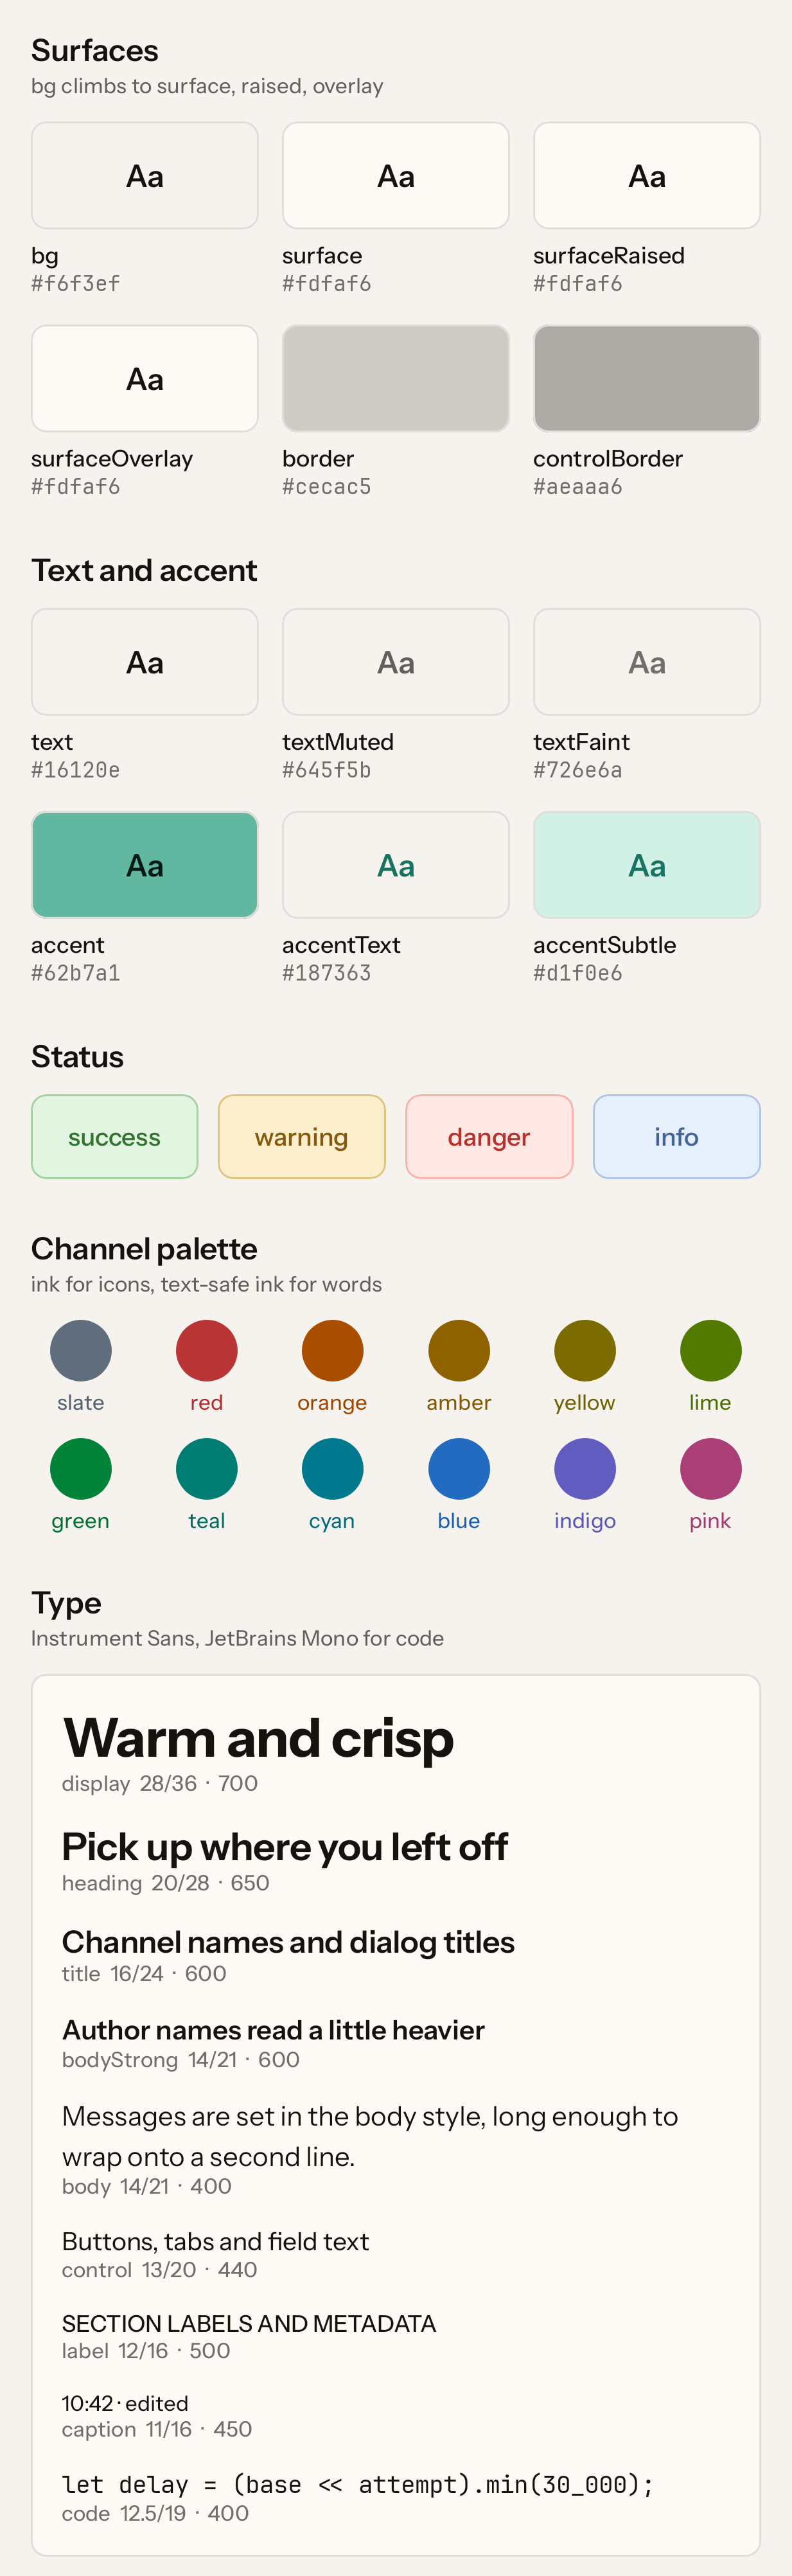 Surfaces
bg climbs to surface, raised, overlay
Aa Aa Aa
bg surface surfaceRaised
#f6f3ef #fdfaf6 #fdfaf6
Aa
surfaceOverlay border controlBorder
#fdfaf6 #cecac5 #aeaaa6
Text and accent
Aa Aa Aa
text textMuted textFaint
#16120e #645f5b #726e6a
Aa Aa Aa
accent accentText accentSubtle
#62b7a1 #187363 #d1f0e6
Status
success warning danger info
Channel palette
ink for icons, text-safe ink for words
slate red orange amber yellow lime
green teal cyan blue indigo pink
Type
Instrument Sans, JetBrains Mono for code
Warm and crisp
display 28/36 · 700
Pick up where you left off
heading 20/28 · 650
Channel names and dialog titles
title 16/24 · 600
Author names read a little heavier
bodyStrong 14/21 · 600
Messages are set in the body style, long enough to
wrap onto a second line.
body 14/21 · 400
Buttons, tabs and field text
control 13/20 · 440
SECTION LABELS AND METADATA
label 12/16 · 500
10:42 · edited
caption 11/16 · 450
let delay = (base << attempt).min(30_000);
code 12.5/19 · 400